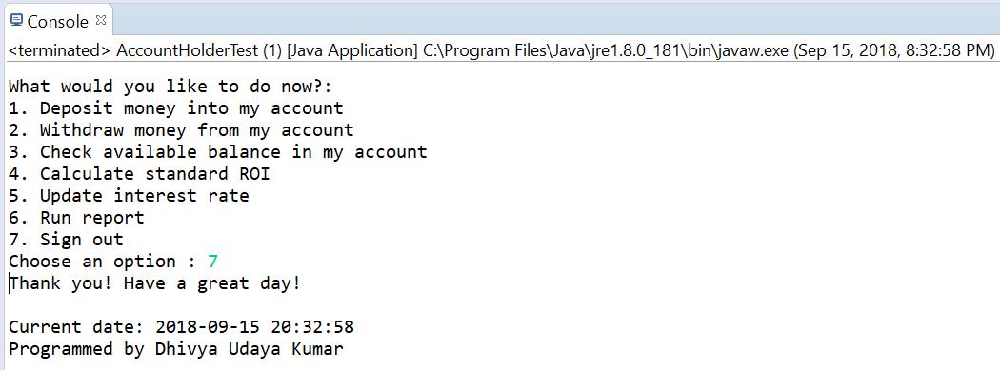 Console
<terminated> AccountHolderTest (1) [Java Application] C:\Program Files\Java\jre1.8.0_181\bin\javaw.exe (Sep 15, 2018, 8:32:58 PM)
What would you like to do now?:
1. Deposit money into my account
2. Withdraw money from my account
3. Check available balance in my account
4. Calculate standard ROI
5. Update interest rate
6. Run report
7. Sign out
Choose an option : 7
Thank you! Have a great day!
Current date: 2018-09-15 20:32:58
Programmed by Dhivya Udaya Kumar